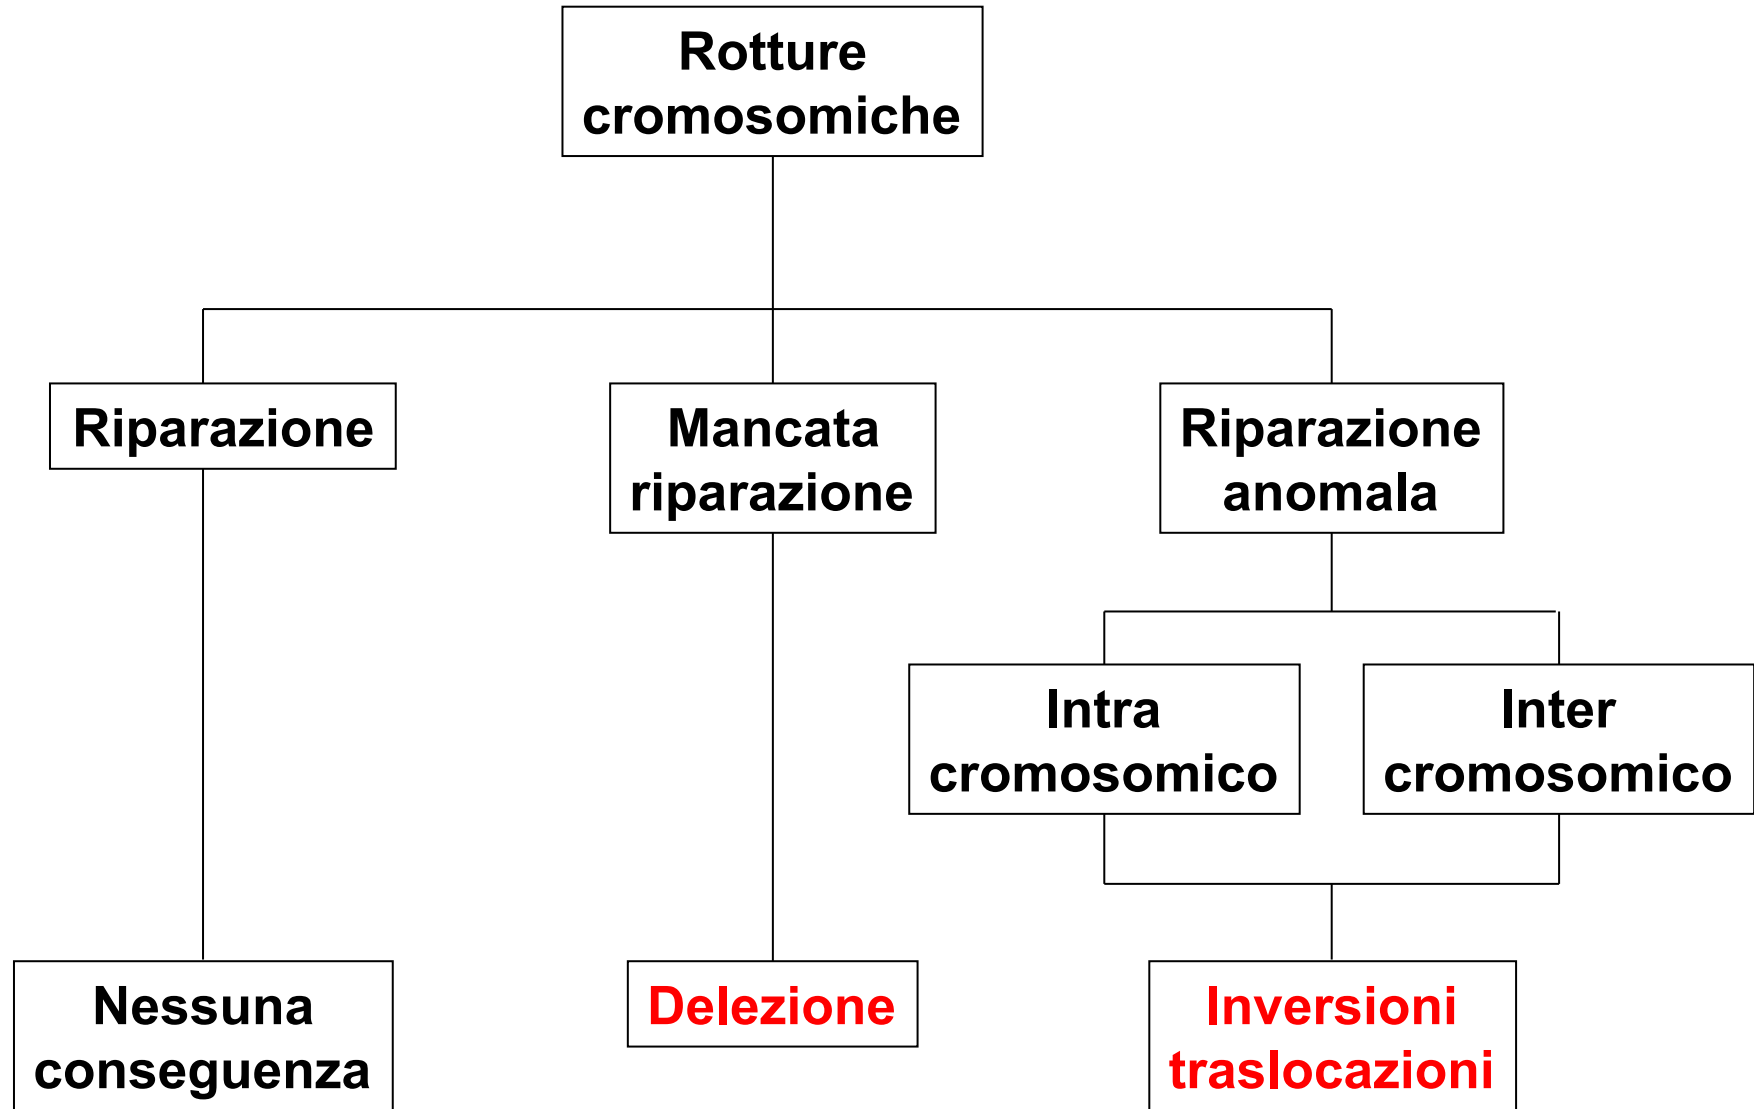 Rotture
cromosomiche
Riparazione
Mancata
riparazione
Riparazione
anomala
Intra
cromosomico
Inter
cromosomico
Nessuna
conseguenza
Delezione
Inversioni
traslocazioni